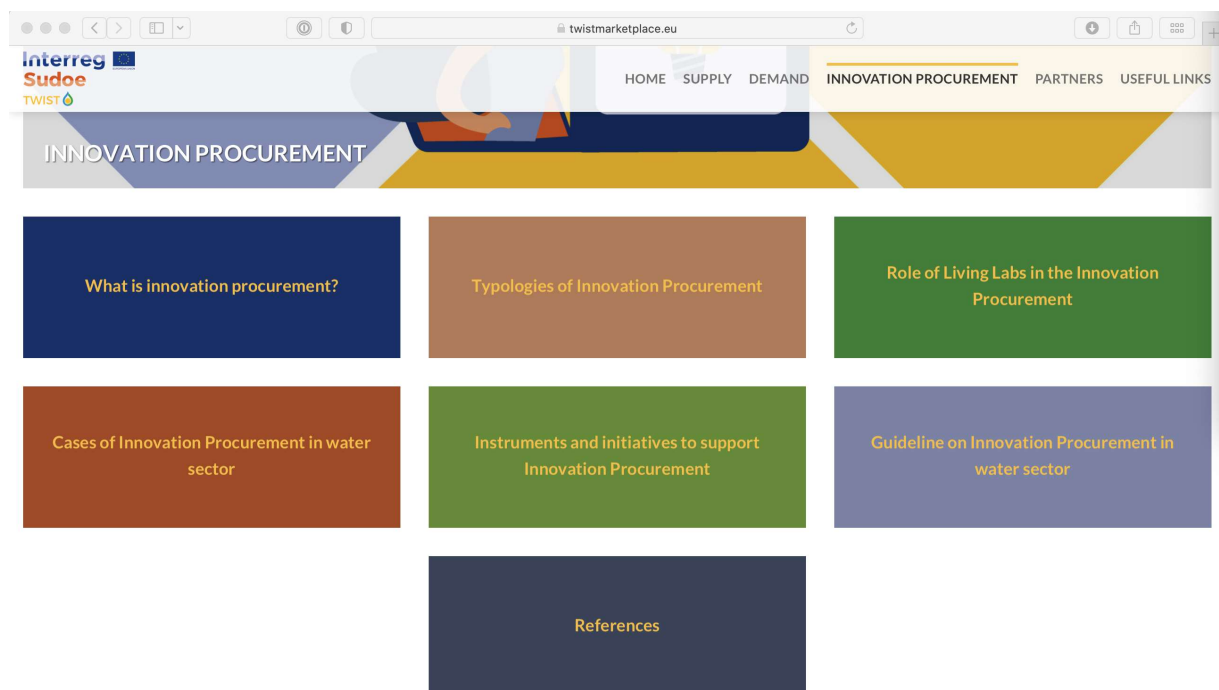 twistmarketplace.eu
Interreg
Sudoe
TWIST
HOME SUPPLY DEMAND INNOVATION PROCUREMENT PARTNERS USEFUL LINKS
INNOVATION PROCUREMENT
What is innovation procurement?
Typologies of Innovation Procurement
Role of Living Labs in the Innovation
Procurement
Cases of Innovation Procurement in water
sector
Instruments and initiatives to support
Innovation Procurement
Guideline on Innovation Procurement in
water sector
References